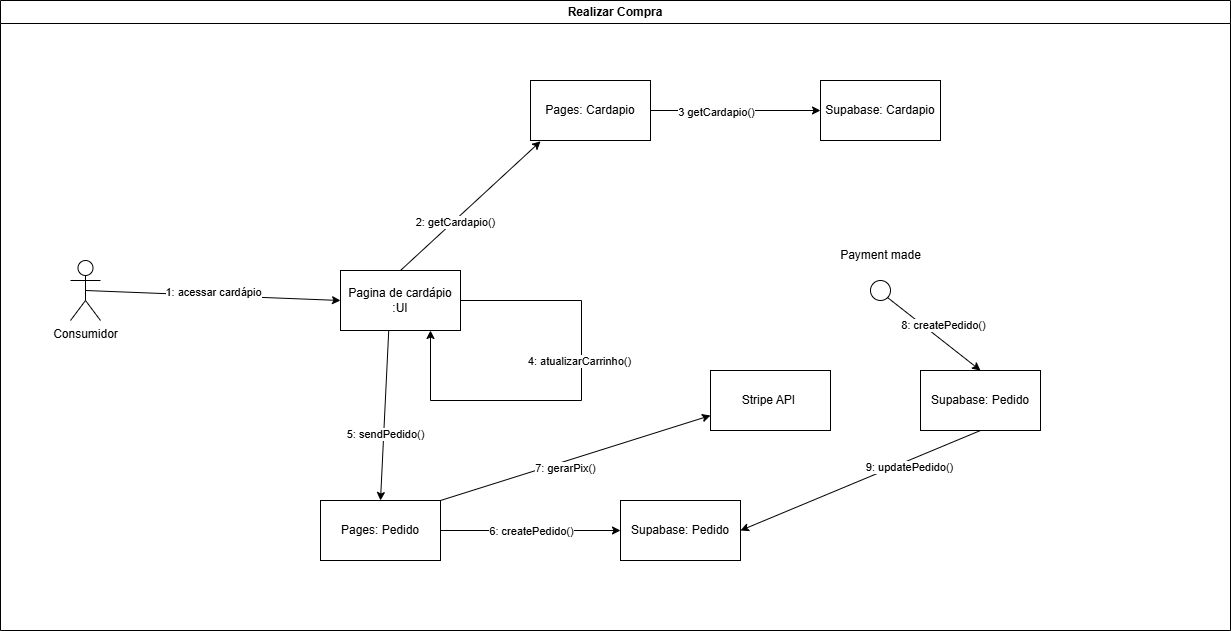 Realizar Compra
Pages: Cardapio
3 getCardapio()
Supabase: Cardapio
2: getCardapio()
Payment made
1: acessar cardápio
Pagina de cardápio
:UI
8: createPedido()
Consumidor
4: atualizarCarrinho()
Stripe API
Supabase: Pedido
5: sendPedido()
7: gerarPix()
9: updatePedido()
Pages: Pedido
6: createPedido()
Supabase: Pedido